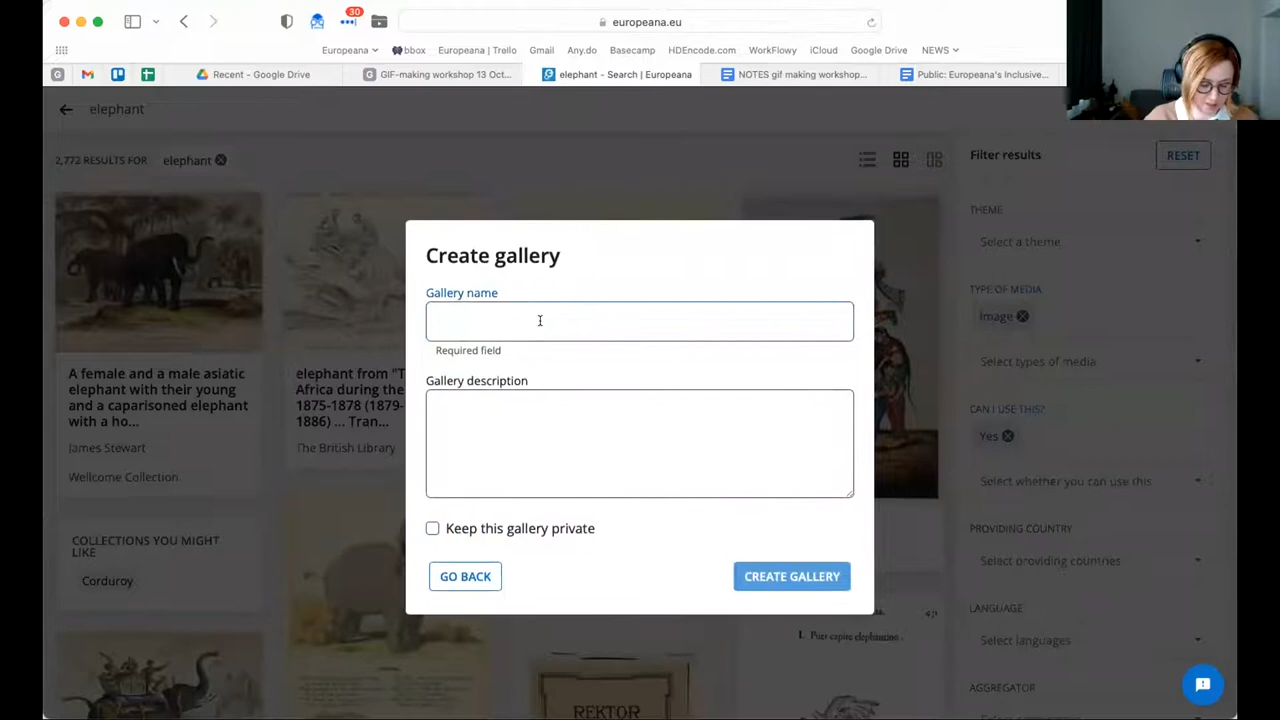 30
europeana.eu
Europeana
bbox
Europeana | Trello
Gmail
Any.do
Basecamp
HDEncode.com
WorkFlowy
iCloud
Google Drive
NEWS
Recent - Google Drive
GIF-making workshop 13 Oct...
elephant - Search | Europeana
NOTES gif making workshop...
Public: Europeana's Inclusive...
elephant
2,772 RESULTS FOR
elephant
A female and a male asiatic
elephant with their young
and a caparisoned elephant
with a ho...
James Stewart
Wellcome Collection
COLLECTIONS YOU MIGHT
LIKE
Corduroy
elephant from "T
Africa during the
1875-1878 (1879-
1886) ... Tran...
The British Library
REKTOR
I. Pozs capire elephantino.
Create gallery
Gallery name
Required field
Gallery description
Keep this gallery private
GO BACK
CREATE GALLERY
Filter results
RESET
THEME
Select a theme
TYPE OF MEDIA
Image
Select types of media
CAN I USE THIS?
Yes
Select whether you can use this
PROVIDING COUNTRY
Select providing countries
LANGUAGE
Select languages
AGGREGATOR